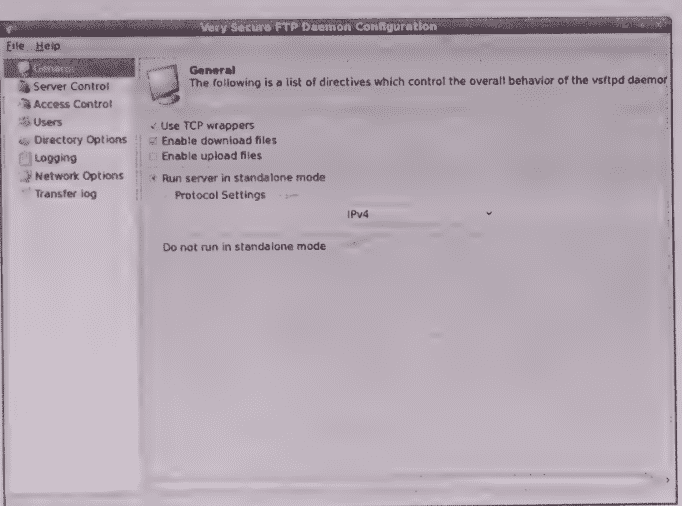 Very Secure FTP Daemon Configuration
File Help
General
Server Control
Access Control
Users
Directory Options
Logging
Network Options
Transfer log
General
The following is a list of directives which control the overall behavior of the vsftpd daemor
Use TCP wrappers
Enable download files
Enable upload files
Run server in standalone mode
Protocol Settings
IPv4
Do not run in standalone mode